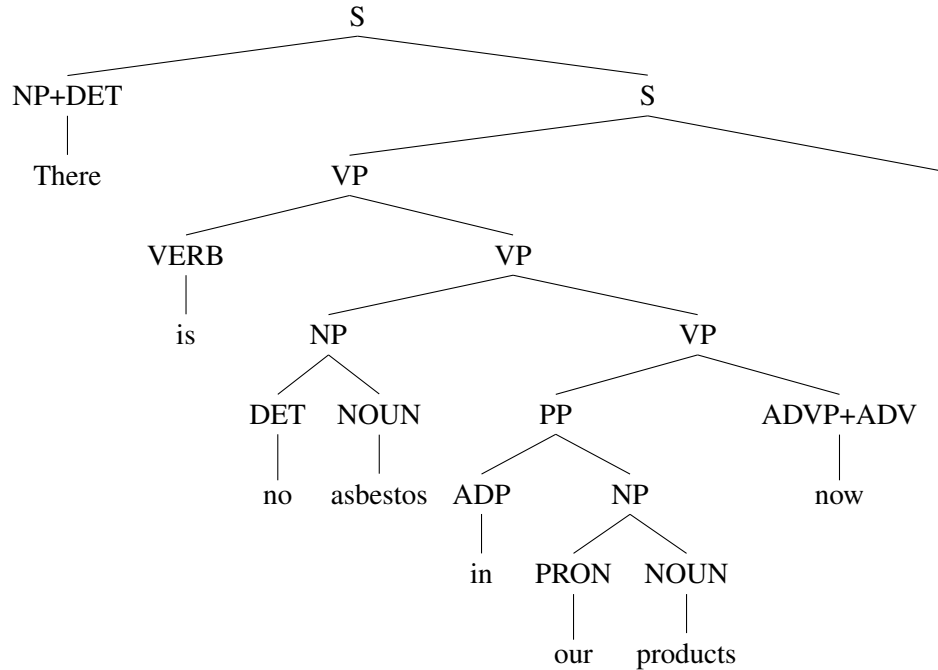 S
NP+DET S
There VP
VERB VP
is NP VP
DET NOUN PP ADVP+ADV
no asbestos ADP NP now
in PRON NOUN
our products